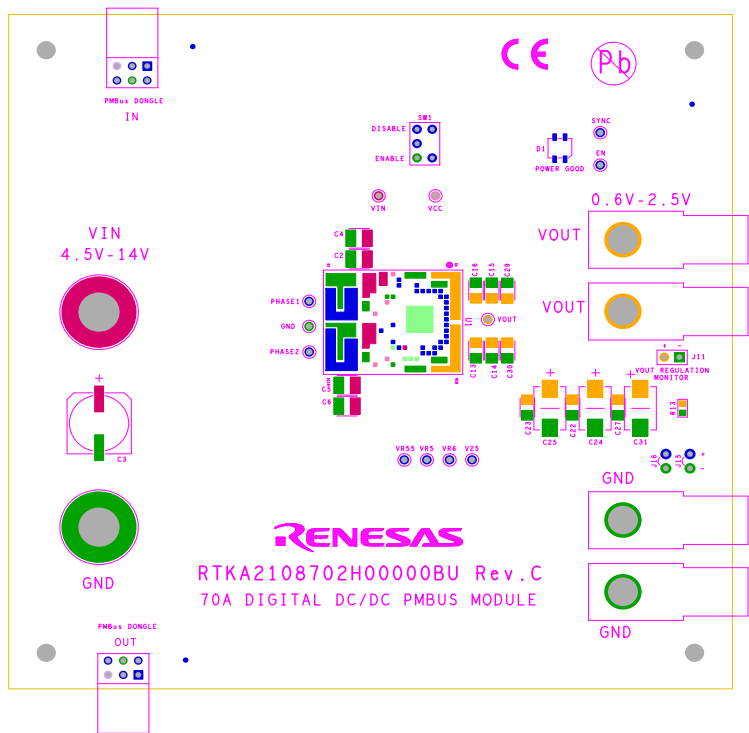 PMBus DONGLE
IN
Pb
SW1
DISABLE
ENABLE
SYNC
D1
EN
POWER GOOD
VIN
VCC
0.6V-2.5V
VIN
4.5V-14V
VOUT
C4
C2
C16
C15
C29
PHASE1
GND
PHASE2
U1
VOUT
VOUT
C13
C14
C30
J11
VOUT REGULATION
MONITOR
C5
C6
C3
R13
C23
C25
C22
C24
C27
C31
VR55
VR5
VR6
V25
J16
J15
GND
RENESAS
RTKA2108702H00000BU Rev.C
70A DIGITAL DC/DC PMBUS MODULE
GND
GND
PMBus DONGLE
OUT